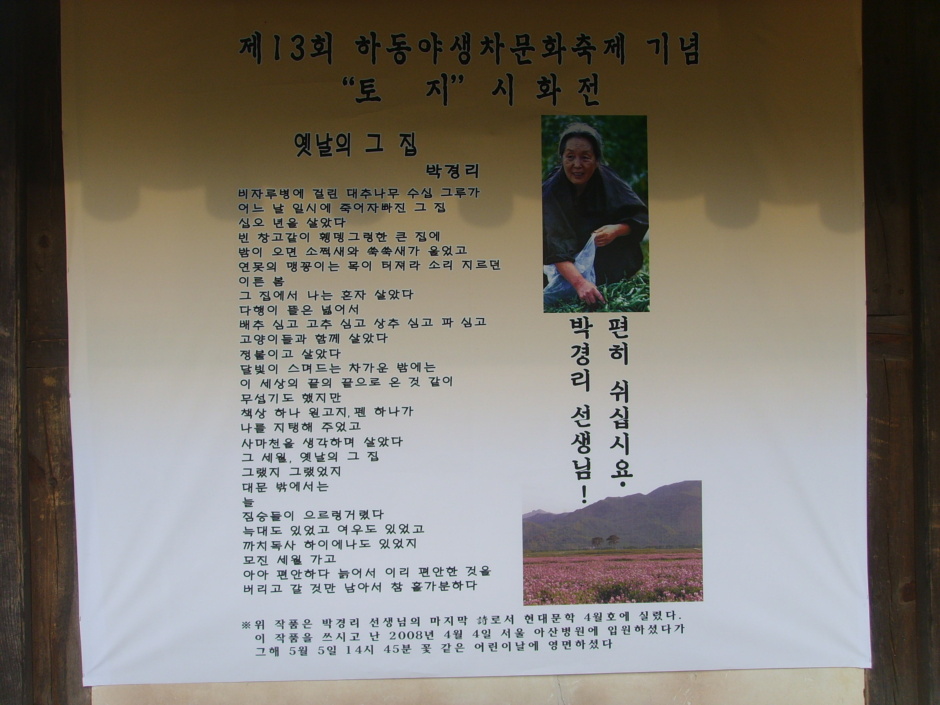 제13회 하동야생차문화축제 기념
“토 지” 시 화 전
옛날의 그 집
박경리
비자루병에 걸린 대추나무 수십 그루가
어느 날 일시에 죽어자빠진 그 집
십오 년을 살았다
빈 창고같이 휑뎅그렁한 큰 집에
밤이 오면 소쩍새와 쑥쑥새가 울었고
연못의 맹꽁이는 목이 터져라 소리 지르던
이른 봄
그 집에서 나는 혼자 살았다
다행이 뜰은 넓어서
배추 심고 고추 심고 상추 심고 파 심고
고양이들과 함께 살았다
정붙이고 살았다
달빛이 스며드는 차가운 밤에는
이 세상의 끝의 끝으로 온 것 같이
무섭기도 했지만
책상 하나 원고지, 펜 하나가
나를 지탱해 주었고
사마천을 생각하며 살았다
그 세월, 옛날의 그 집
그랬지 그랬었지
대문 밖에서는
늘
짐승들이 으르렁거렸다
늑대도 있었고 여우도 있었고
까치독사 하이에나도 있었지
모진 세월 가고
아아 편안하다 늙어서 이리 편안한 것을
버리고 갈 것만 남아서 참 홀가분하다
편히 쉬십시요.
박경리 선생님!
※위 작품은 박경리 선생님의 마지막 詩로서 현대문학 4월호에 실렸다.
이 작품을 쓰시고 난 2008년 4월 4일 서울 아산병원에 입원하셨다가
그해 5월 5일 14시 45분 꽃 같은 어린이날에 영면하셨다